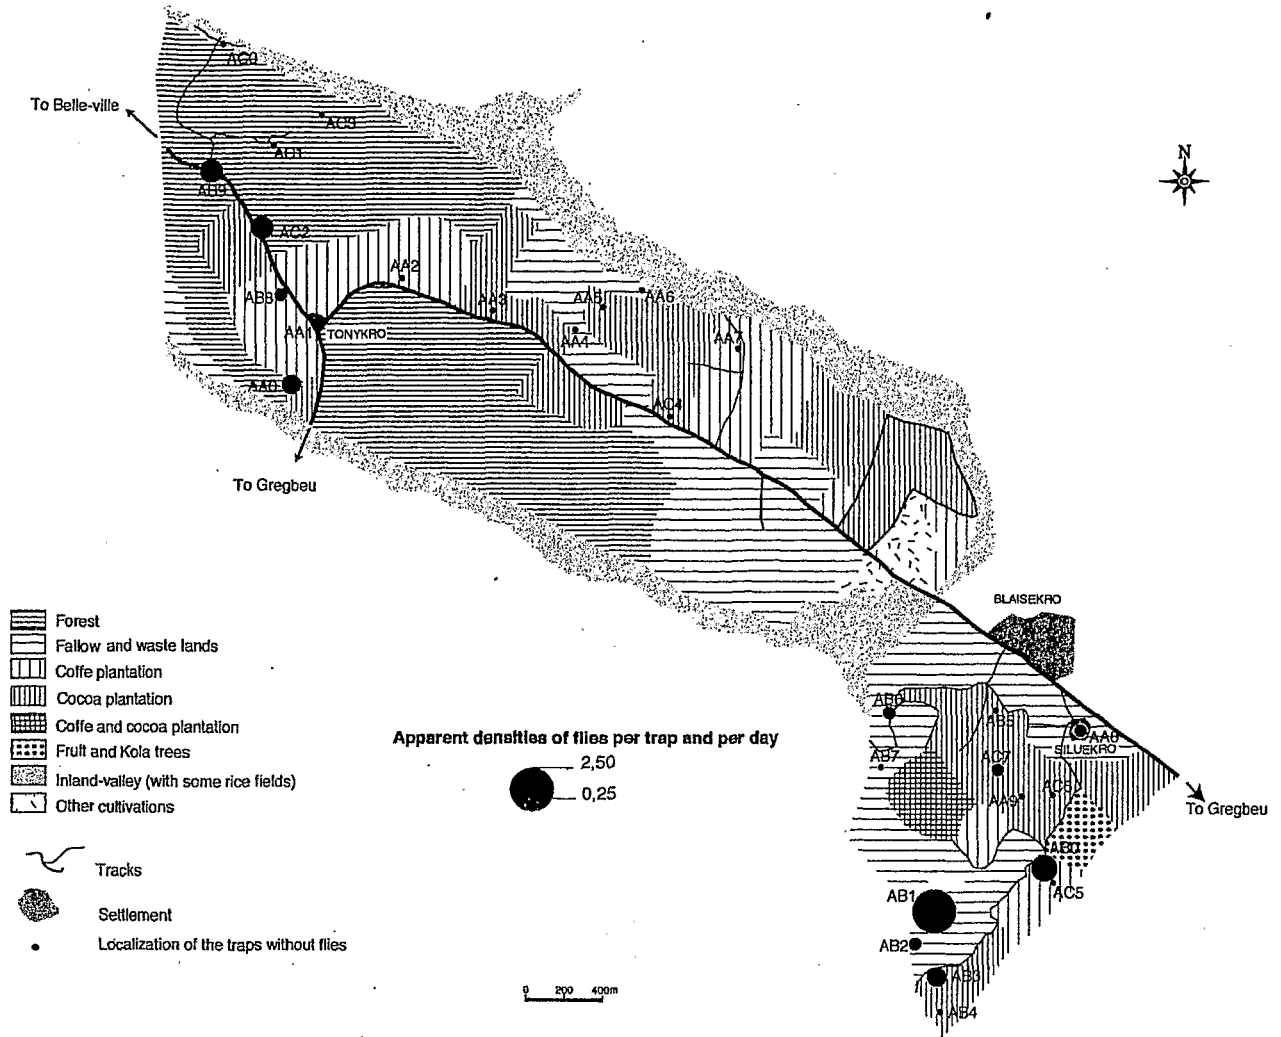 AC0
To Belle-ville
AC3
AD1
N
AB9
AC2
AA2
AB8
AA3
AA5
AA6
AA1
TONYKRO
AA4
AA7
AA0
AC4
To Gregbeu
BLAISEKRO
Forest
Fallow and waste lands
Coffe plantation
Cocoa plantation
Coffe and cocoa plantation
Fruit and Kola trees
Inland-valley (with some rice fields)
Other cultivations
Tracks
Settlement
Localization of the traps without flies
Apparent densities of flies per trap and per day
2,50
0,25
AB6
AB5
AA8
SILUEKRO
AB7
AC7
AC8
AA9
To Gregbeu
AB0
AB1
AC5
AB2
AB3
AB4
0 200 400m